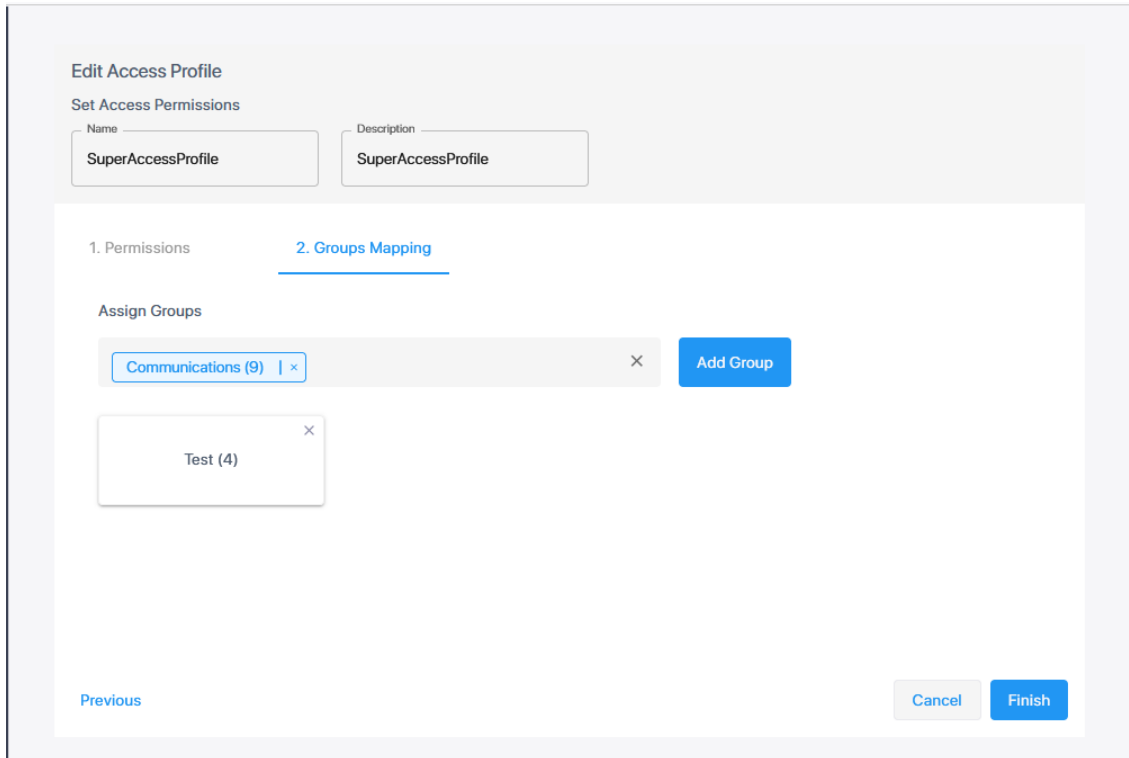 Edit Access Profile
Set Access Permissions
Name
SuperAccessProfile
Description
SuperAccessProfile
1. Permissions
2. Groups Mapping
Assign Groups
Communications (9) | ×
×
Add Group
×
Test (4)
Previous
Cancel
Finish